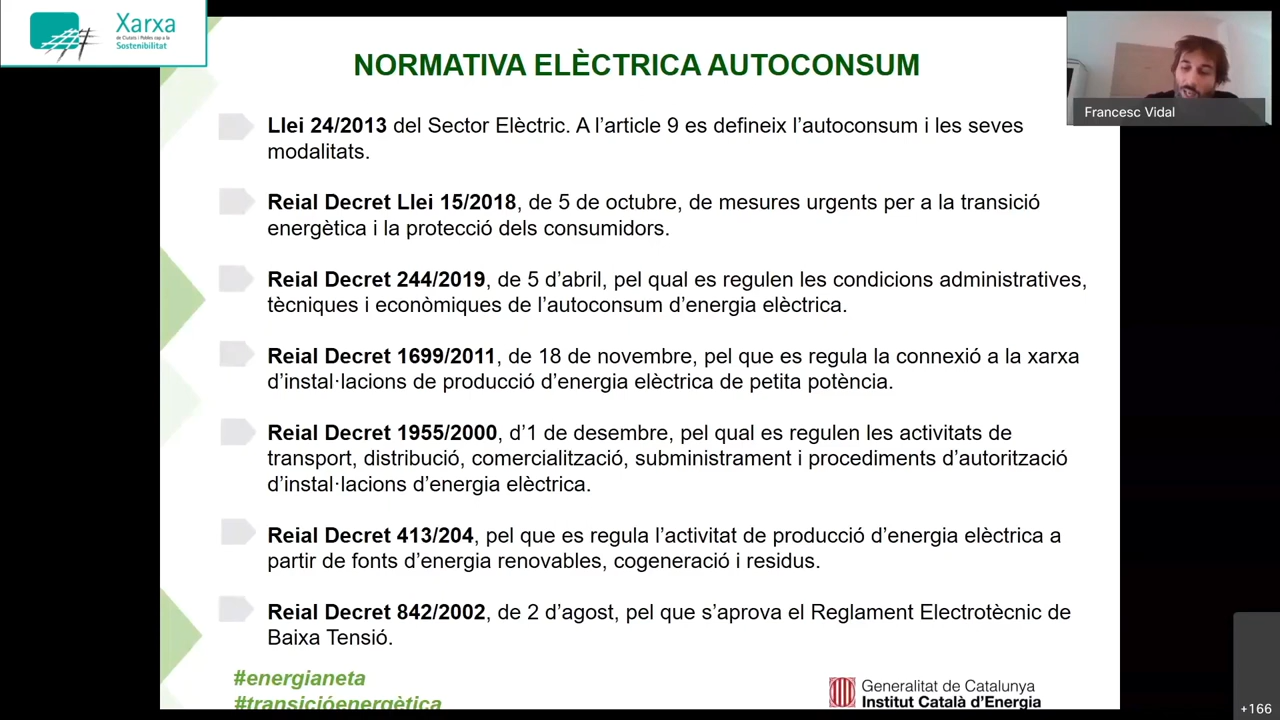 Xarxa
de Ciutats i Pobles cap a la
Sostenibilitat
Francesc Vidal
NORMATIVA ELÈCTRICA AUTOCONSUM
Llei 24/2013 del Sector Elèctric. A l’article 9 es defineix l’autoconsum i les seves
modalitats.
Reial Decret Llei 15/2018, de 5 de octubre, de mesures urgents per a la transició
energètica i la protecció dels consumidors.
Reial Decret 244/2019, de 5 d’abril, pel qual es regulen les condicions administratives,
tècniques i econòmiques de l’autoconsum d’energia elèctrica.
Reial Decret 1699/2011, de 18 de novembre, pel que es regula la connexió a la xarxa
d’instal·lacions de producció d’energia elèctrica de petita potència.
Reial Decret 1955/2000, d’1 de desembre, pel qual es regulen les activitats de
transport, distribució, comercialització, subministrament i procediments d’autorització
d’instal·lacions d’energia elèctrica.
Reial Decret 413/204, pel que es regula l’activitat de producció d’energia elèctrica a
partir de fonts d’energia renovables, cogeneració i residus.
Reial Decret 842/2002, de 2 d’agost, pel que s’aprova el Reglament Electrotècnic de
Baixa Tensió.
#energianeta
#transicióenergètica
Generalitat de Catalunya
Institut Català d’Energia
+166